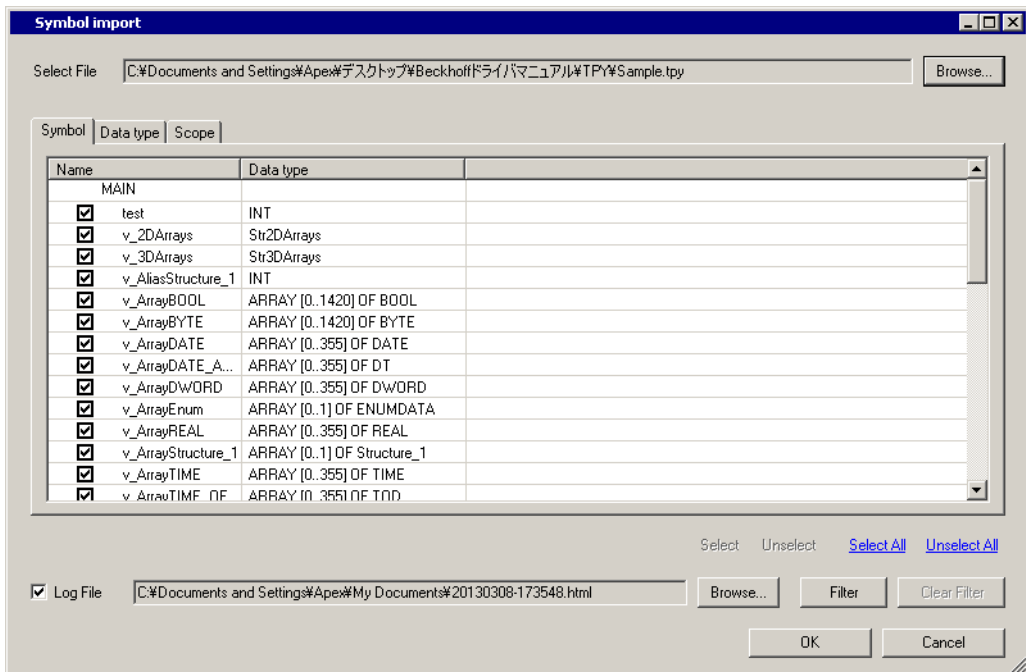 Symbol import
Select File C:¥Documents and Settings¥Apex¥デスクトップ¥Beckhoffドライバマニュアル¥TPY¥Sample.tpy Browse...
Symbol Data type Scope
Name Data type
MAIN
test INT
v_2DArrays Str2DArrays
v_3DArrays Str3DArrays
v_AliasStructure_1 INT
v_ArrayBOOL ARRAY [0..1420] OF BOOL
v_ArrayBYTE ARRAY [0..1420] OF BYTE
v_ArrayDATE ARRAY [0..355] OF DATE
v_ArrayDATE_A... ARRAY [0..355] OF DT
v_ArrayDWORD ARRAY [0..355] OF DWORD
v_ArrayEnum ARRAY [0..1] OF ENUMDATA
v_ArrayREAL ARRAY [0..355] OF REAL
v_ArrayStructure_1 ARRAY [0..1] OF Structure_1
v_ArrayTIME ARRAY [0..355] OF TIME
v_ArrayTIME_OF ARRAY [0..355] OF TOD
Select Unselect Select All Unselect All
Log File C:¥Documents and Settings¥Apex¥My Documents¥20130308-173548.html Browse... Filter Clear Filter
OK Cancel